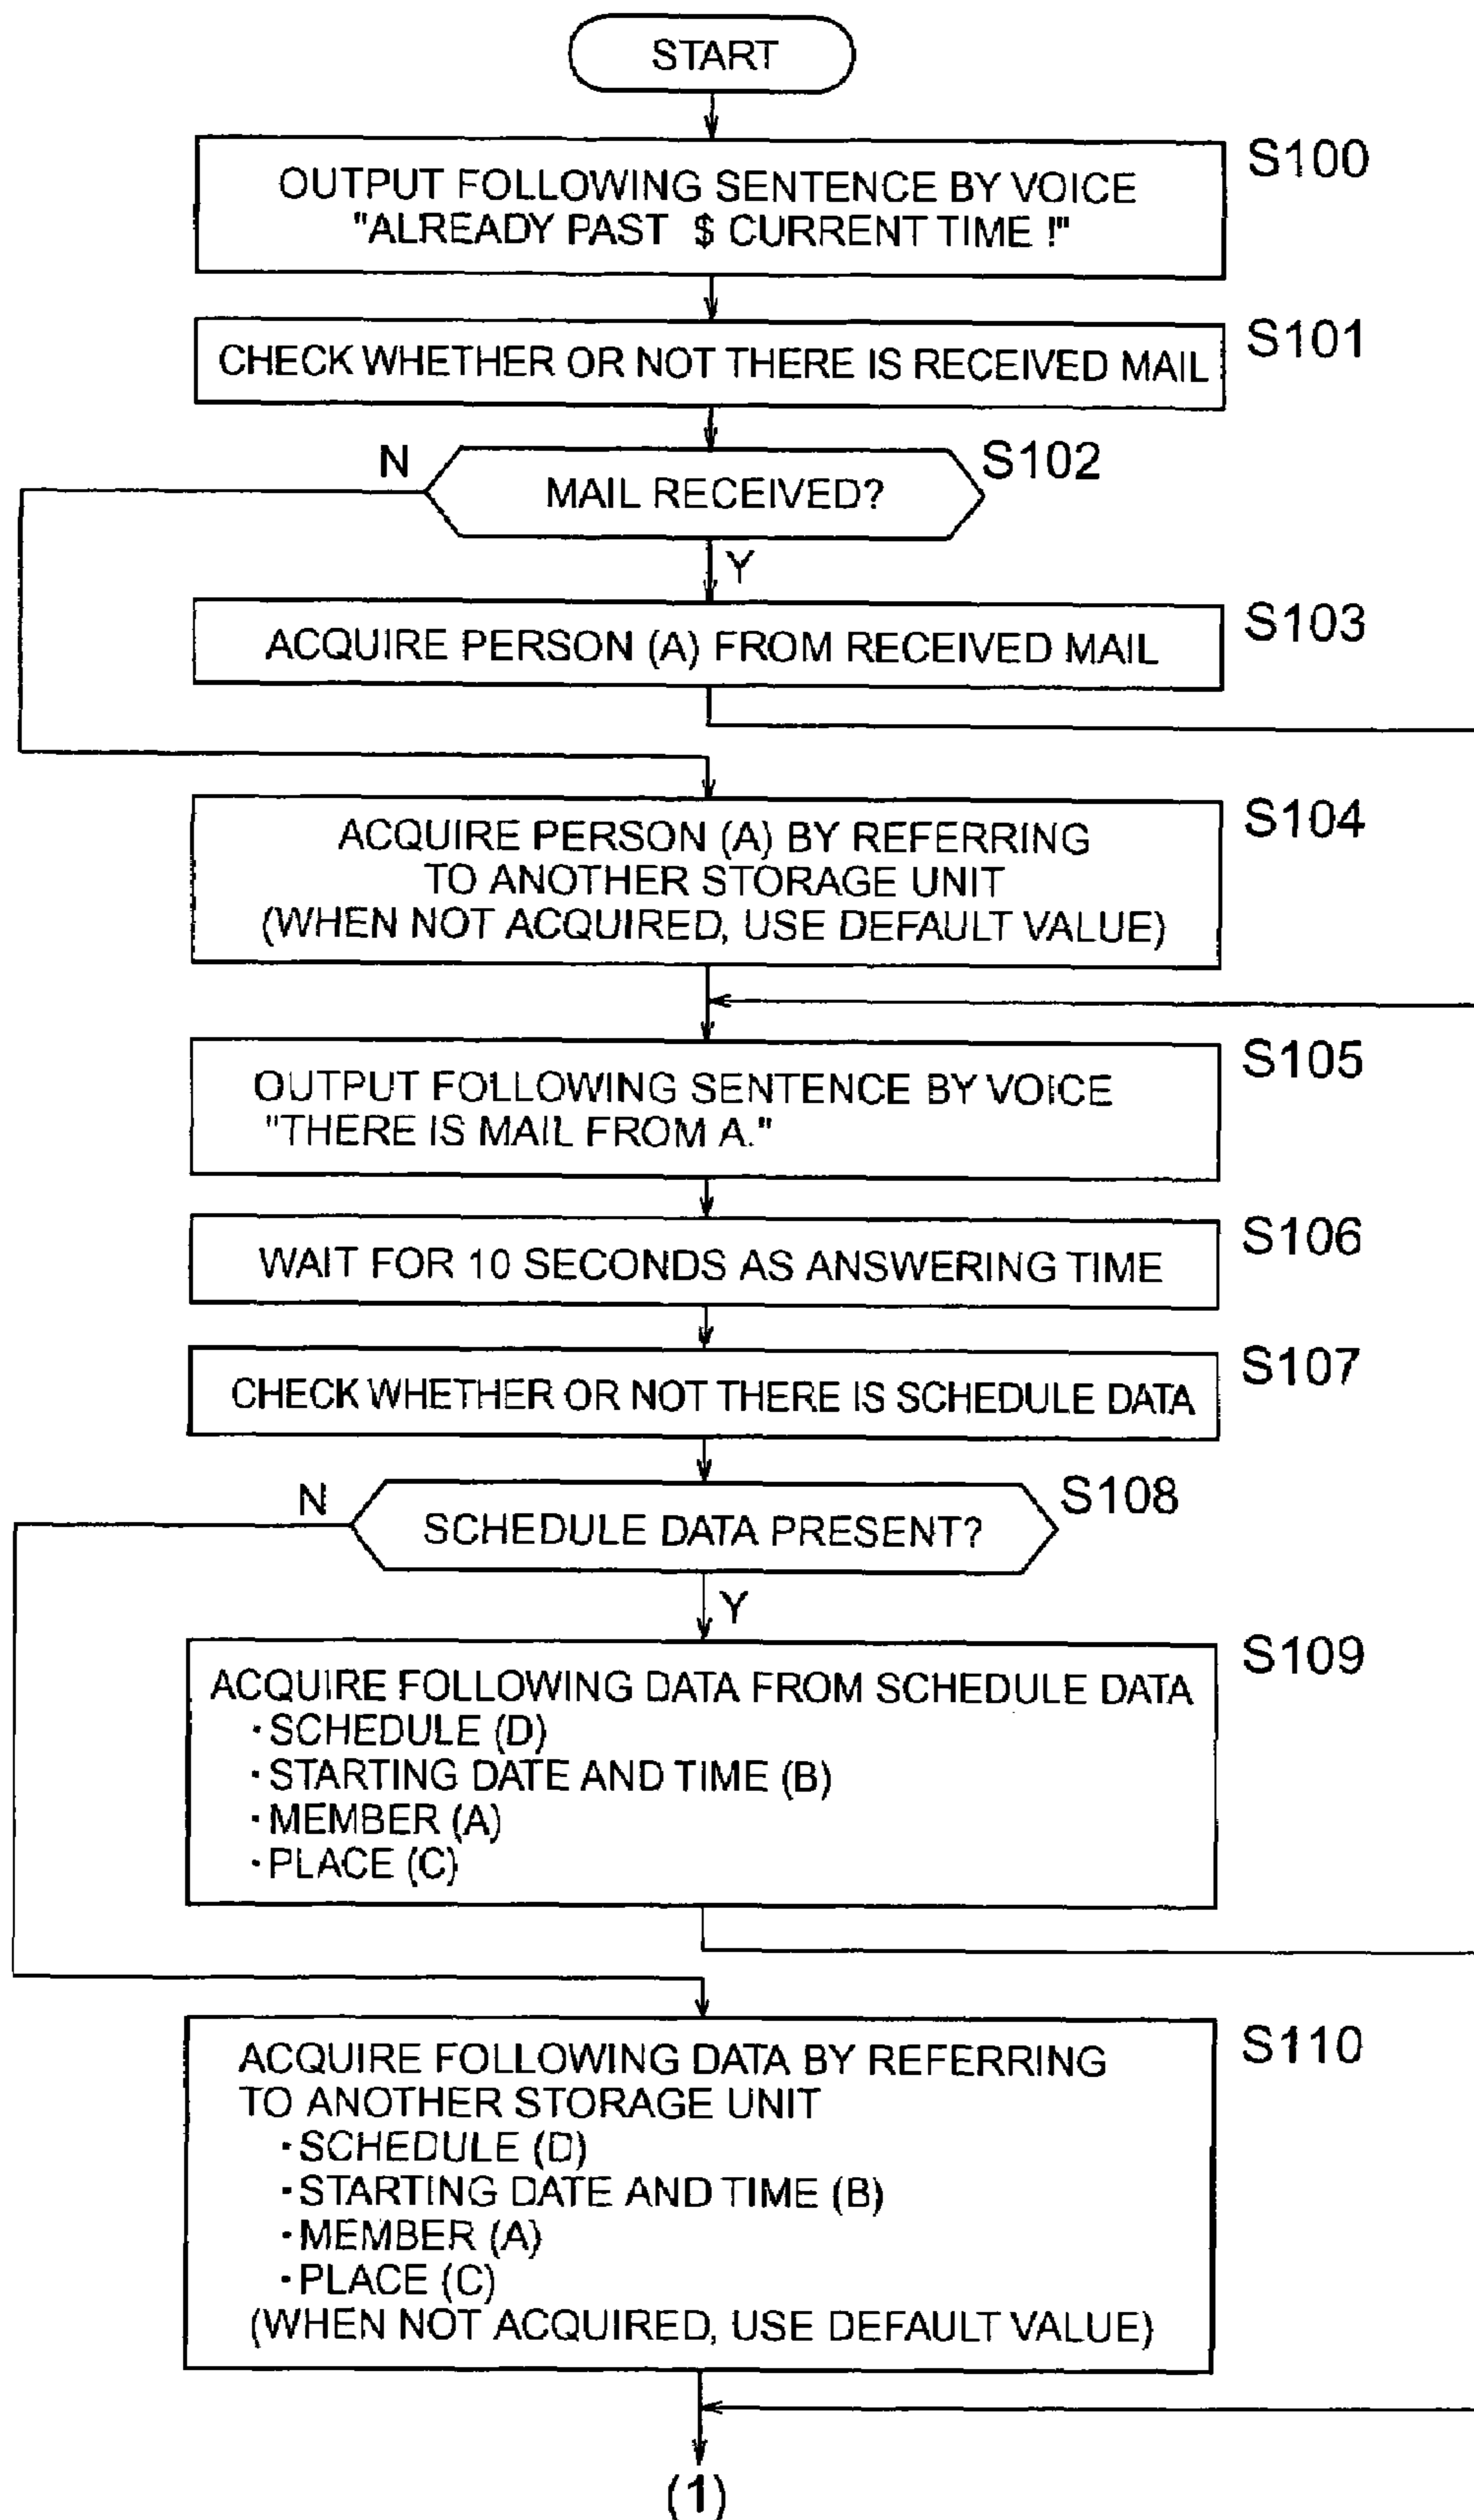 START
S100
OUTPUT FOLLOWING SENTENCE BY VOICE
"ALREADY PAST $ CURRENT TIME !"
S101
CHECK WHETHER OR NOT THERE IS RECEIVED MAIL
N
S102
MAIL RECEIVED?
Y
S103
ACQUIRE PERSON (A) FROM RECEIVED MAIL
S104
ACQUIRE PERSON (A) BY REFERRING
TO ANOTHER STORAGE UNIT
(WHEN NOT ACQUIRED, USE DEFAULT VALUE)
S105
OUTPUT FOLLOWING SENTENCE BY VOICE
"THERE IS MAIL FROM A."
S106
WAIT FOR 10 SECONDS AS ANSWERING TIME
S107
CHECK WHETHER OR NOT THERE IS SCHEDULE DATA
N
S108
SCHEDULE DATA PRESENT?
Y
S109
ACQUIRE FOLLOWING DATA FROM SCHEDULE DATA
・SCHEDULE (D)
・STARTING DATE AND TIME (B)
・MEMBER (A)
・PLACE (C)
S110
ACQUIRE FOLLOWING DATA BY REFERRING
TO ANOTHER STORAGE UNIT
・SCHEDULE (D)
・STARTING DATE AND TIME (B)
・MEMBER (A)
・PLACE (C)
(WHEN NOT ACQUIRED, USE DEFAULT VALUE)
(1)